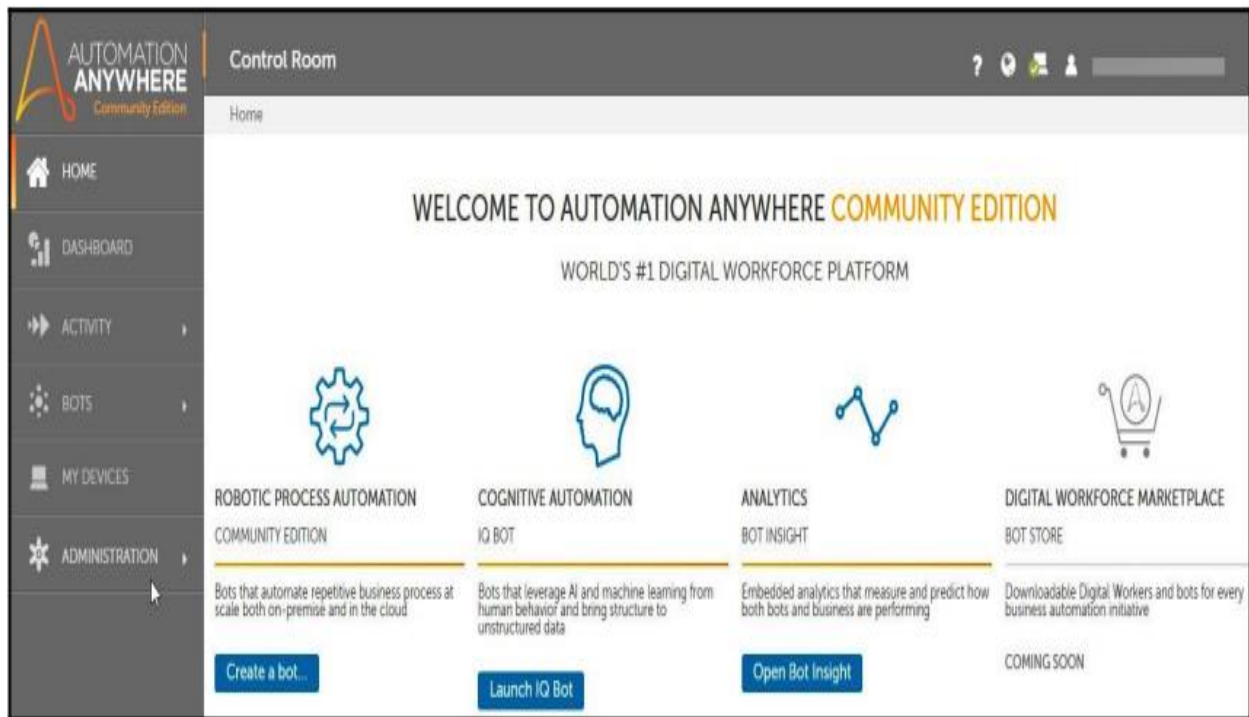 AUTOMATION
ANYWHERE
Community Edition
Control Room
?
Home
HOME
DASHBOARD
ACTIVITY
BOTS
MY DEVICES
ADMINISTRATION
WELCOME TO AUTOMATION ANYWHERE COMMUNITY EDITION
WORLD'S #1 DIGITAL WORKFORCE PLATFORM
ROBOTIC PROCESS AUTOMATION
COMMUNITY EDITION
Bots that automate repetitive business process at
scale both on-premise and in the cloud
Create a bot...
COGNITIVE AUTOMATION
IQ BOT
Bots that leverage AI and machine learning from
human behavior and bring structure to
unstructured data
Launch IQ Bot
ANALYTICS
BOT INSIGHT
Embedded analytics that measure and predict how
both bots and business are performing
Open Bot Insight
DIGITAL WORKFORCE MARKETPLACE
BOT STORE
Downloadable Digital Workers and bots for every
business automation initiative
COMING SOON